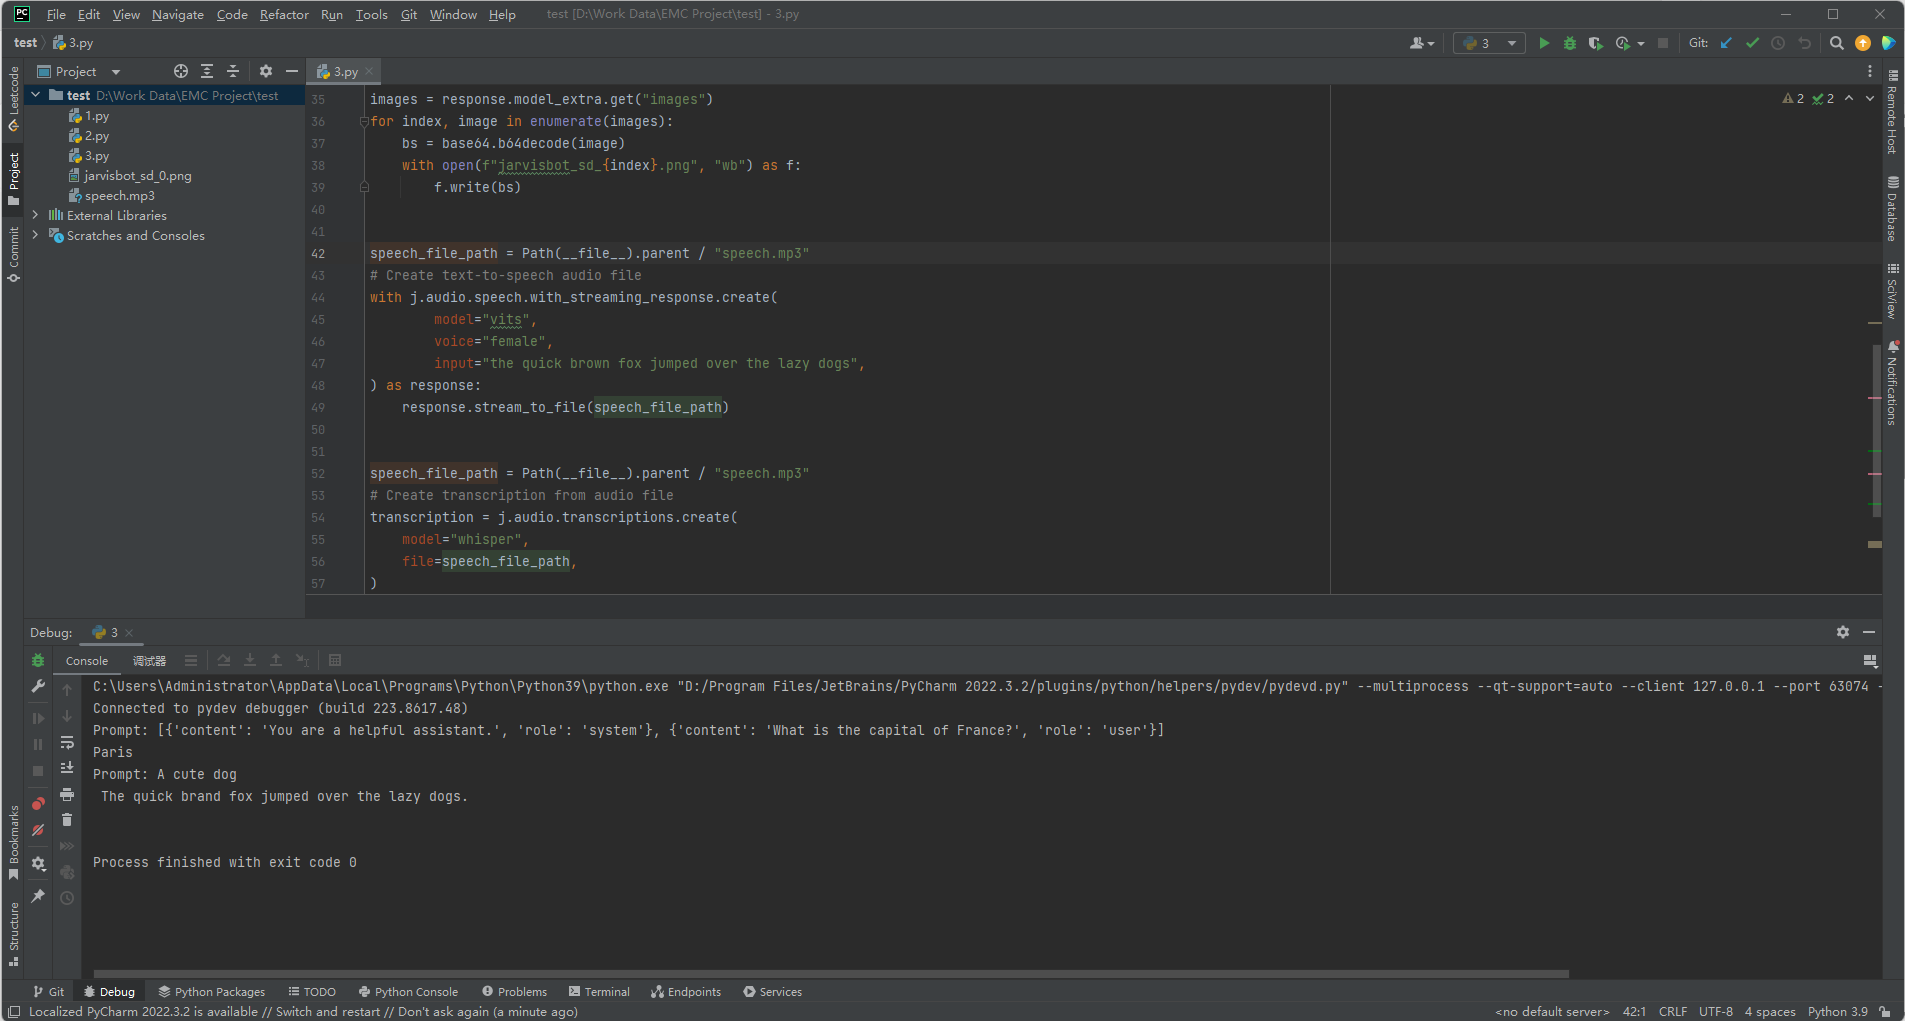 PC File Edit View Navigate Code Refactor Run Tools Git Window Help test [D:\Work Data\EMC Project\test] - 3.py
test 3.py 3 Git:
Project 3.py
Leetcode
Project
Commit
Bookmarks
Structure
test D:\Work Data\EMC Project\test
1.py
2.py
3.py
jarvisbot_sd_0.png
speech.mp3
External Libraries
Scratches and Consoles
2 2
35 images = response.model_extra.get("images")
36 for index, image in enumerate(images):
37 bs = base64.b64decode(image)
38 with open(f"jarvisbot_sd_{index}.png", "wb") as f:
39 f.write(bs)
40
41
42 speech_file_path = Path(__file__).parent / "speech.mp3"
43 # Create text-to-speech audio file
44 with j.audio.speech.with_streaming_response.create(
45 model="vits",
46 voice="female",
47 input="the quick brown fox jumped over the lazy dogs",
48 ) as response:
49 response.stream_to_file(speech_file_path)
50
51
52 speech_file_path = Path(__file__).parent / "speech.mp3"
53 # Create transcription from audio file
54 transcription = j.audio.transcriptions.create(
55 model="whisper",
56 file=speech_file_path,
57 )
Remote Host
Database
SciView
Notifications
Debug: 3
Console 调试器
C:\Users\Administrator\AppData\Local\Programs\Python\Python39\python.exe "D:/Program Files/JetBrains/PyCharm 2022.3.2/plugins/python/helpers/pydev/pydevd.py" --multiprocess --qt-support=auto --client 127.0.0.1 --port 63074 -
Connected to pydev debugger (build 223.8617.48)
Prompt: [{'content': 'You are a helpful assistant.', 'role': 'system'}, {'content': 'What is the capital of France?', 'role': 'user'}]
Paris
Prompt: A cute dog
The quick brand fox jumped over the lazy dogs.
Process finished with exit code 0
Git Debug Python Packages TODO Python Console Problems Terminal Endpoints Services
Localized PyCharm 2022.3.2 is available // Switch and restart // Don't ask again (a minute ago) <no default server> 42:1 CRLF UTF-8 4 spaces Python 3.9